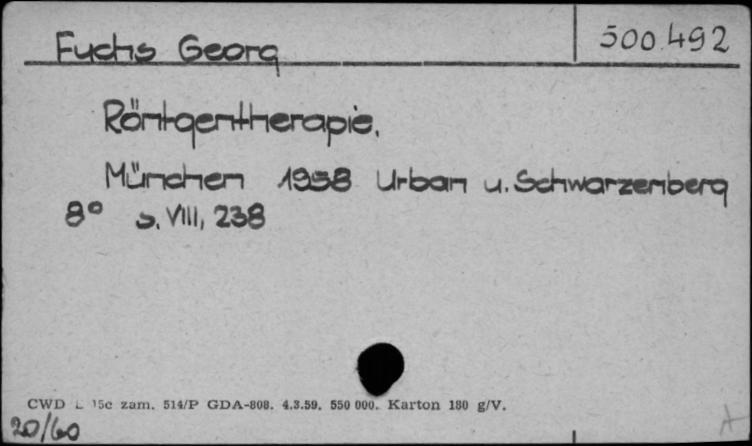 Fuchs Georg 500.492
Röntgentherapie.
München 1958 Urban u. Schwarzenberg
8° s. VIII, 238
CWD 15c zam. 514/P GDA-808. 4.3.59. 550 000. Karton 180 g/V.
20/60